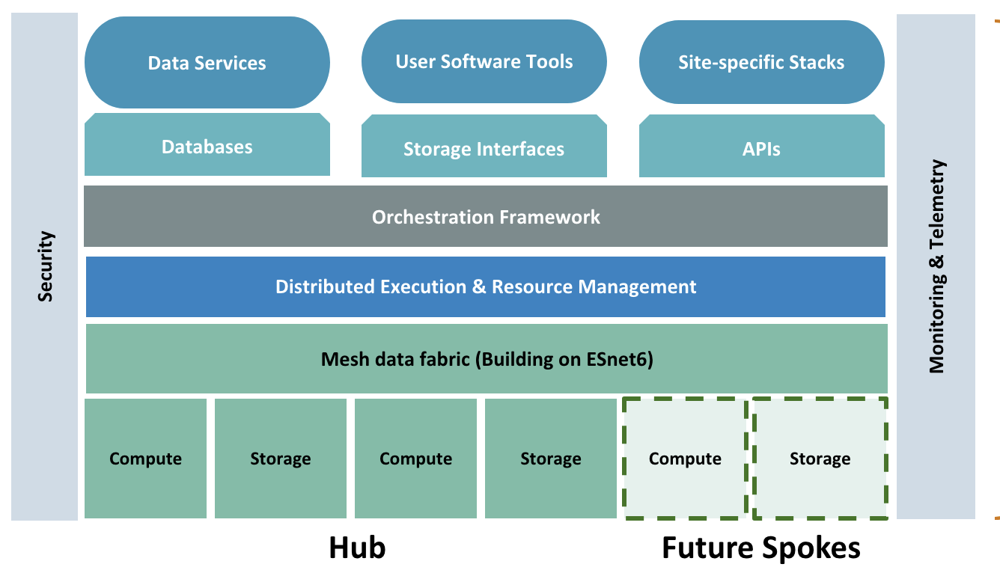 Data Services
User Software Tools
Site-specific Stacks
Databases
Storage Interfaces
APIs
Orchestration Framework
Distributed Execution & Resource Management
Mesh data fabric (Building on ESnet6)
Compute
Storage
Compute
Storage
Compute
Storage
Security
Monitoring & Telemetry
Hub
Future Spokes